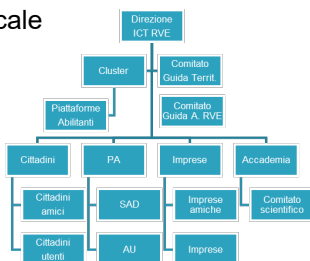 cale
Direzione
ICT RVE
Cluster
Comitato
Guida Territ.
Piattaforme
Abilitanti
Comitato
Guida A. RVE
Cittadini
PA
Imprese
Accademia
Cittadini
amici
SAD
Imprese
amiche
Comitato
scientifico
Cittadini
utenti
AU
Imprese